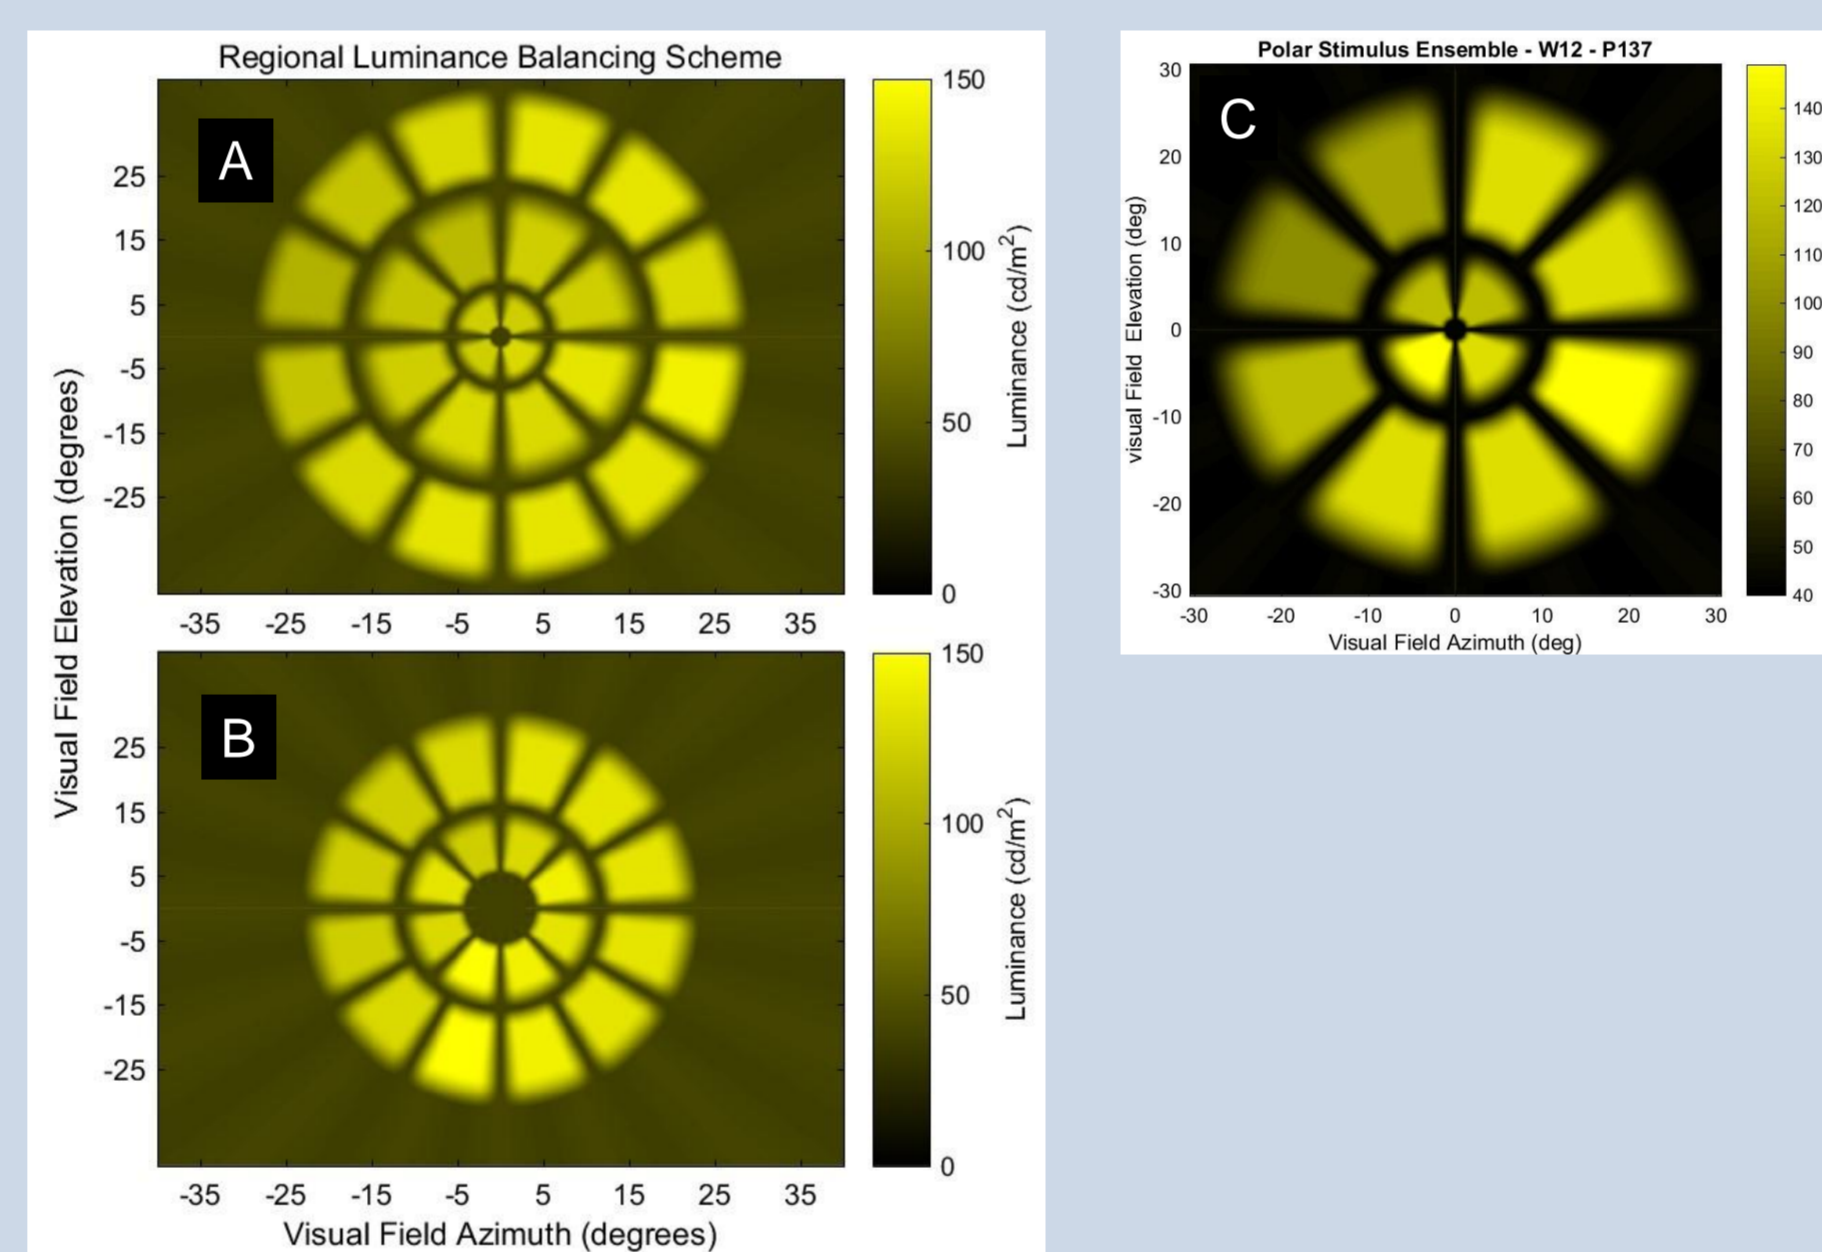 Regional Luminance Balancing Scheme
A
25
15
5
-5
-15
-25
-35 -25 -15 -5 5 15 25 35
150
100
50
0
Luminance (cd/m2)
Visual Field Elevation (degrees)
B
25
15
5
-5
-15
-25
-35 -25 -15 -5 5 15 25 35
Visual Field Azimuth (degrees)
150
100
50
0
Luminance (cd/m2)
Polar Stimulus Ensemble - W12 - P137
C
30
20
10
0
-10
-20
-30
visual Field Elevation (deg)
-30 -20 -10 0 10 20 30
Visual Field Azimuth (deg)
140
130
120
110
100
90
80
70
60
50
40